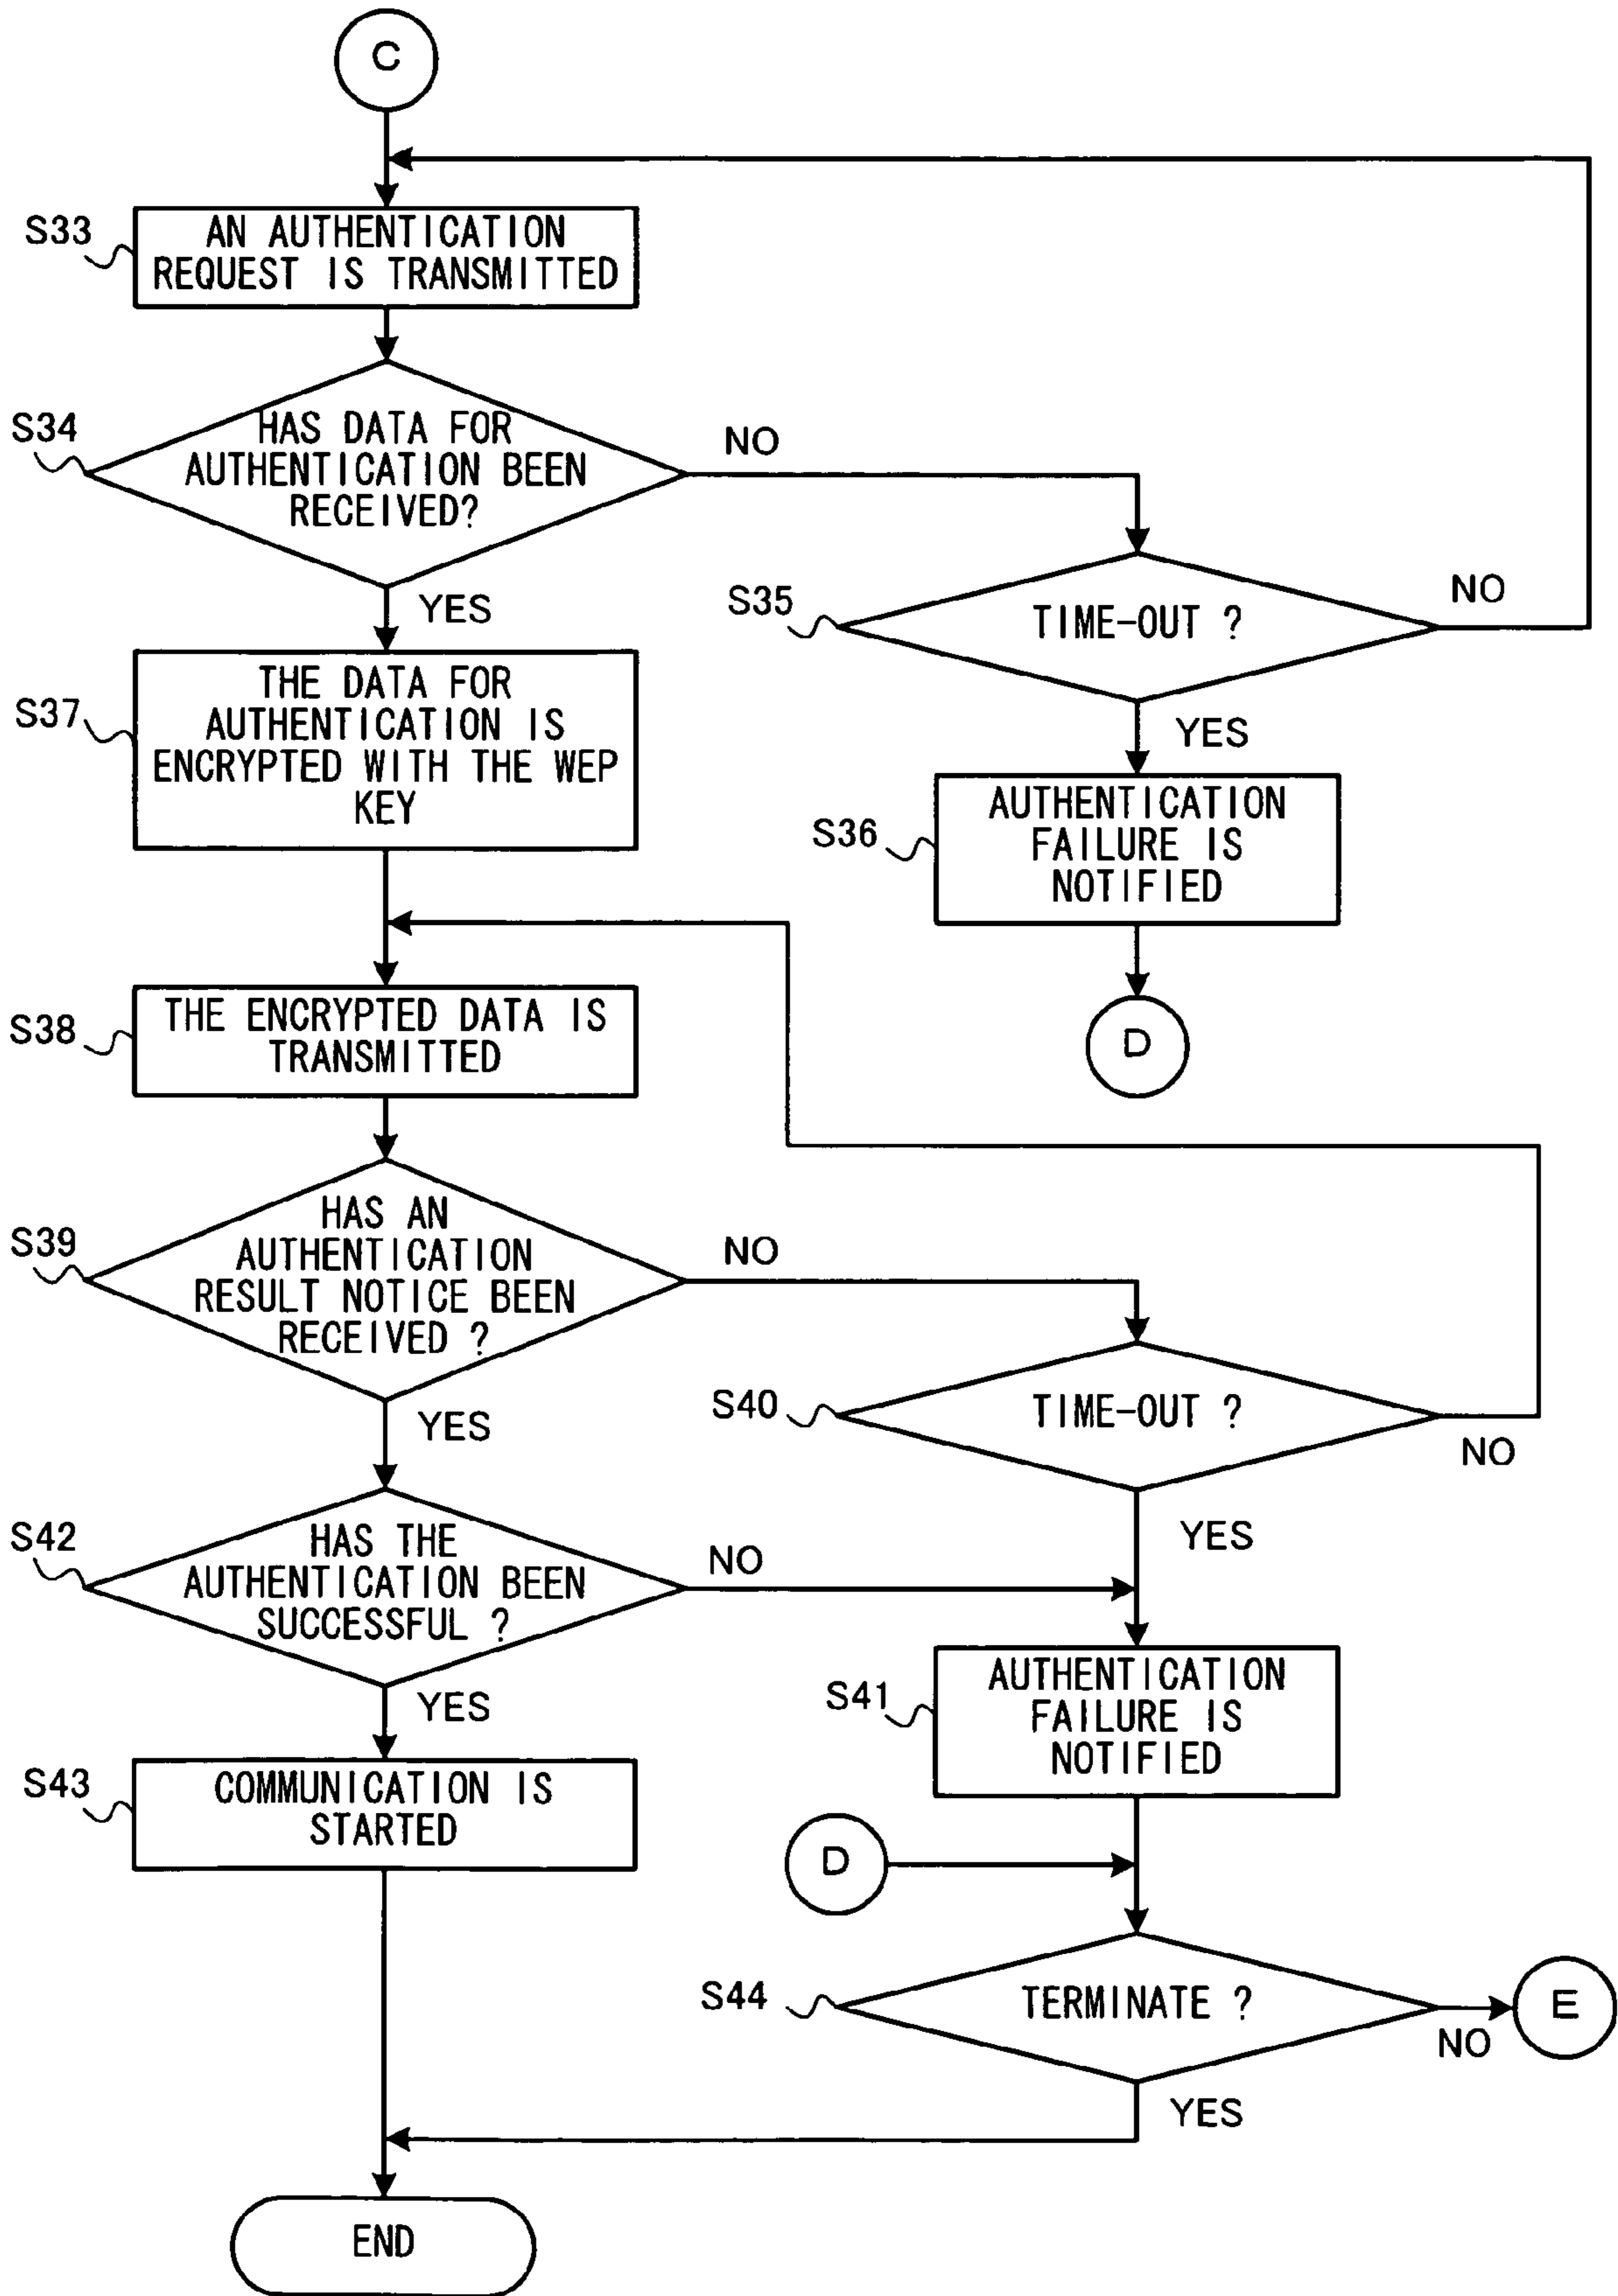 C
S33
AN AUTHENTICATION
REQUEST IS TRANSMITTED
S34
HAS DATA FOR
AUTHENTICATION BEEN
RECEIVED?
NO
YES
S35
TIME-OUT ?
NO
YES
S37
THE DATA FOR
AUTHENTICATION IS
ENCRYPTED WITH THE WEP
KEY
S36
AUTHENTICATION
FAILURE IS
NOTIFIED
D
S38
THE ENCRYPTED DATA IS
TRANSMITTED
S39
HAS AN
AUTHENTICATION
RESULT NOTICE BEEN
RECEIVED ?
NO
YES
S40
TIME-OUT ?
NO
YES
S42
HAS THE
AUTHENTICATION BEEN
SUCCESSFUL ?
NO
YES
S41
AUTHENTICATION
FAILURE IS
NOTIFIED
S43
COMMUNICATION IS
STARTED
D
S44
TERMINATE ?
NO
E
YES
END